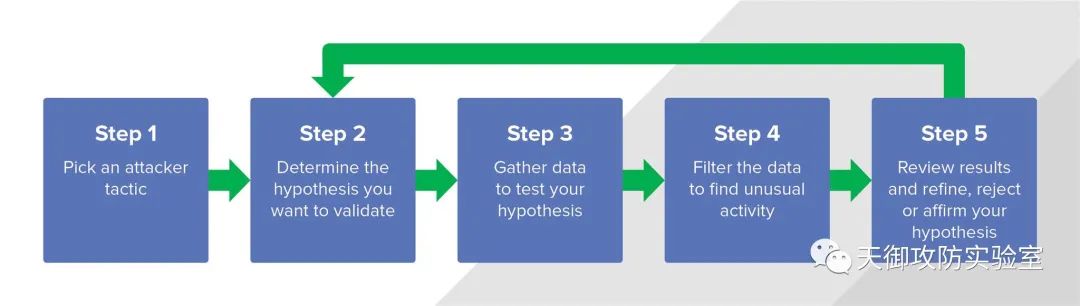 Step 1
Pick an attacker
tactic
Step 2
Determine the
hypothesis you
want to validate
Step 3
Gather data
to test your
hypothesis
Step 4
Filter the data
to find unusual
activity
Step 5
Review results
and refine, reject
or affirm your
hypothesis
天御攻防实验室